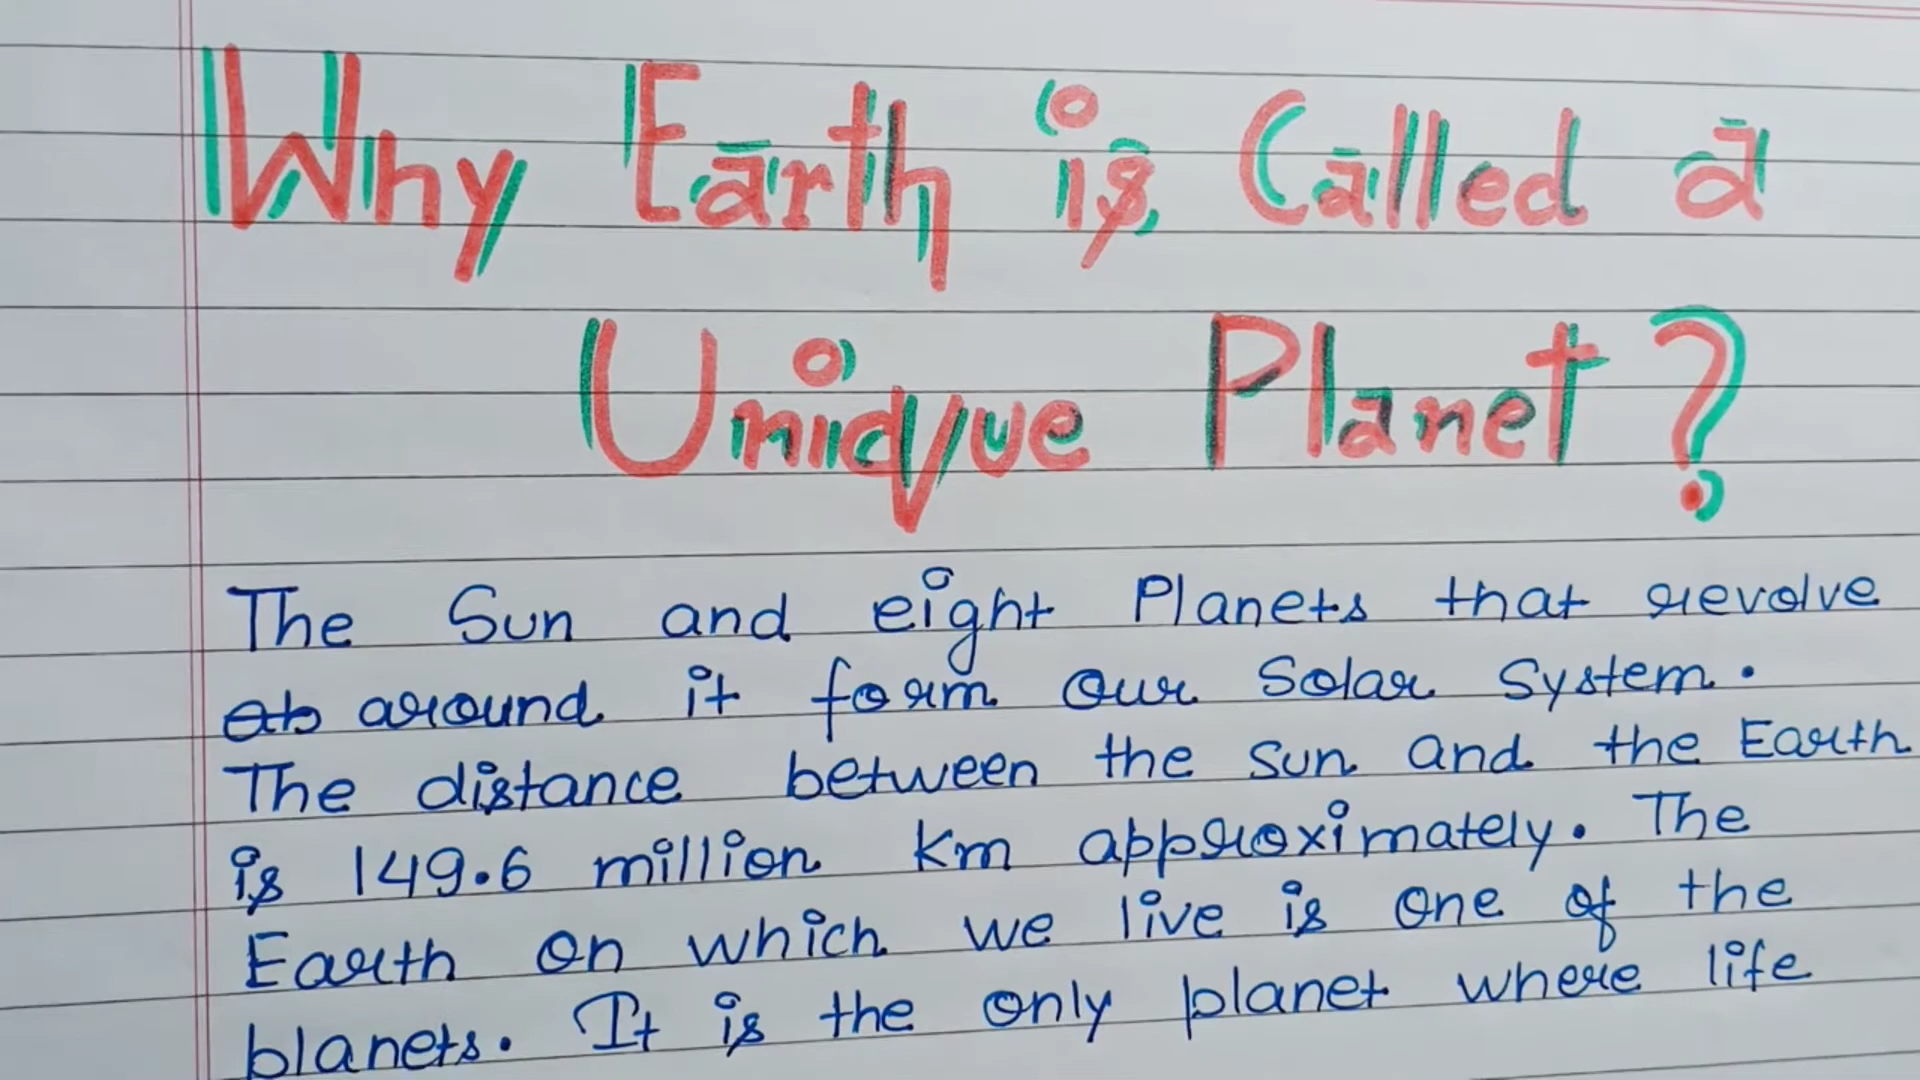 Why Earth is Called a
Unique Planet?
The Sun and eight Planets that revolve
ab around it form our Solar System.
The distance between the Sun and the Earth
is 149.6 million km approximately. The
Earth on which we live is one of the
planets. It is the only planet where life